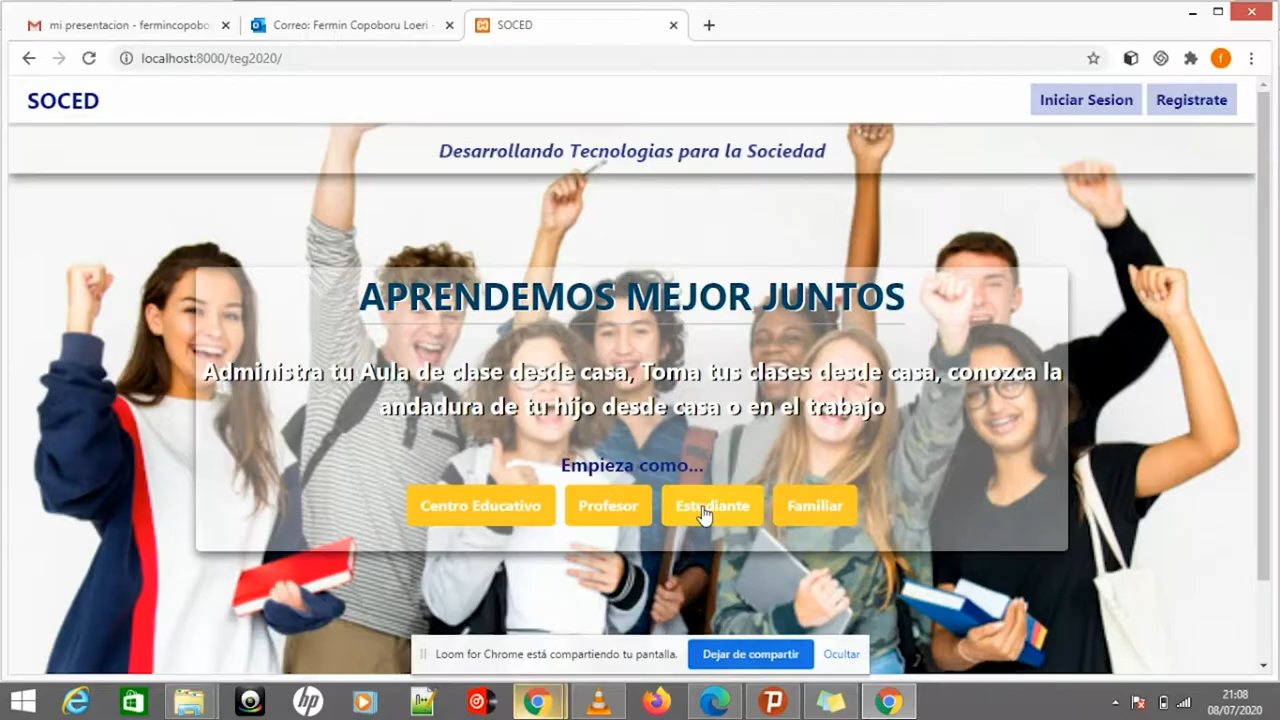 mi presentacion - fermincopobo
Correo: Fermin Copoboru Loeri -
SOCED
localhost:8000/teg2020/
f
SOCED
Iniciar Sesion
Registrate
Desarrollando Tecnologias para la Sociedad
APRENDEMOS MEJOR JUNTOS
Administra tu Aula de clase desde casa, Toma tus clases desde casa, conozca la
andadura de tu hijo desde casa o en el trabajo
Empieza como...
Centro Educativo
Profesor
Estudiante
Familiar
Loom for Chrome está compartiendo tu pantalla.
Dejar de compartir
Ocultar
21:08
08/07/2020